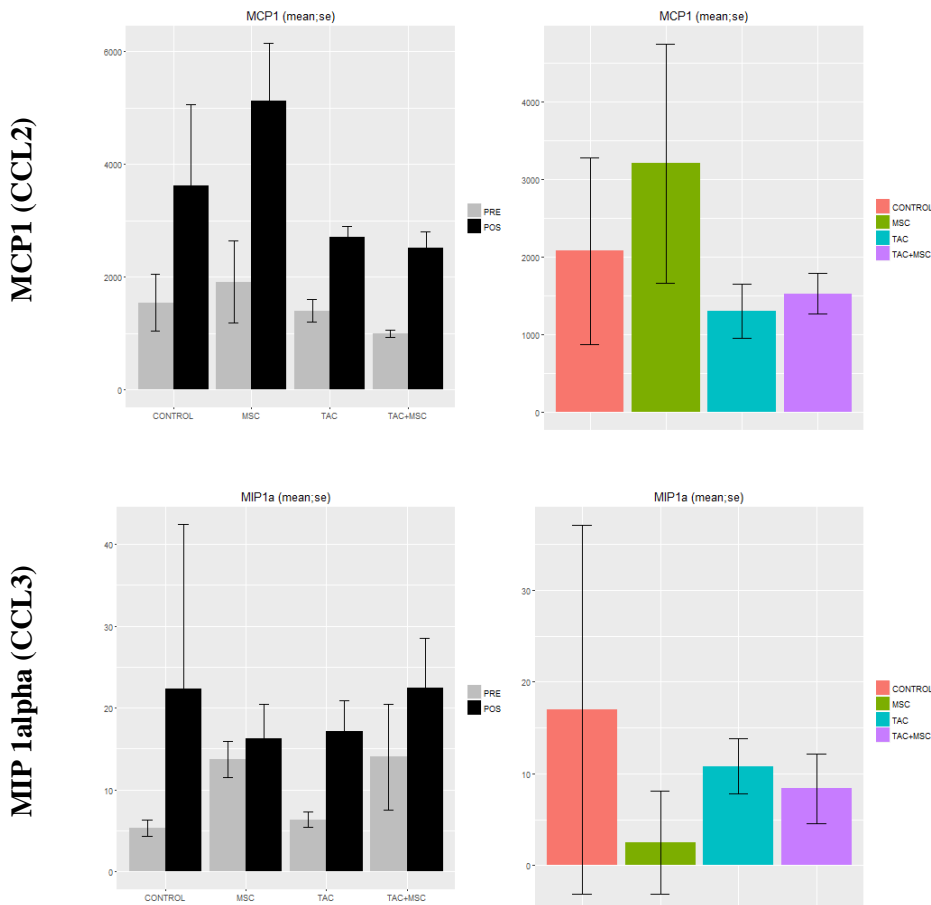 MCP1 (CCL2)
MCP1 (mean;se)
6000
4000
2000
0
CONTROL
MSC
TAC
TAC+MSC
PRE
POS
MCP1 (mean;se)
4000
3000
2000
1000
0
CONTROL
MSC
TAC
TAC+MSC
MIP 1alpha (CCL3)
MIP1a (mean;se)
40
30
20
10
0
CONTROL
MSC
TAC
TAC+MSC
PRE
POS
MIP1a (mean;se)
30
20
10
0
CONTROL
MSC
TAC
TAC+MSC